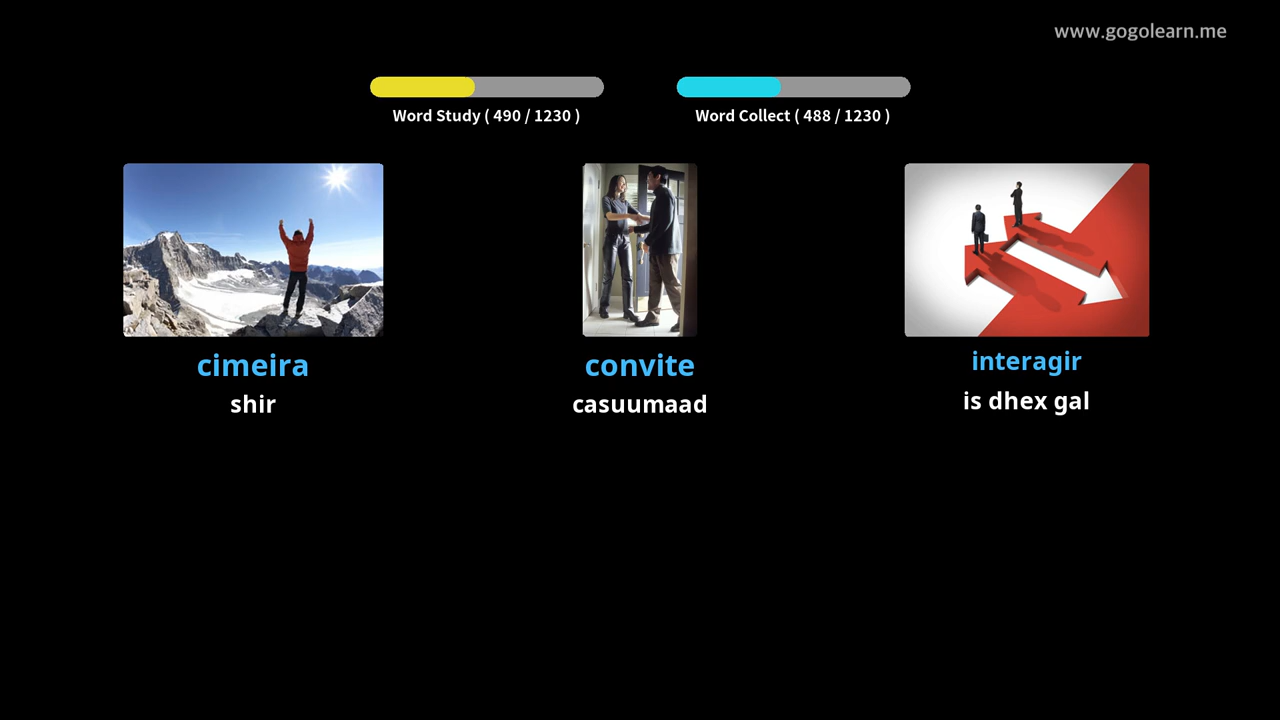 www.gogolearn.me
Word Study ( 490 / 1230 )
Word Collect ( 488 / 1230 )
cimeira
shir
convite
casuumaad
interagir
is dhex gal